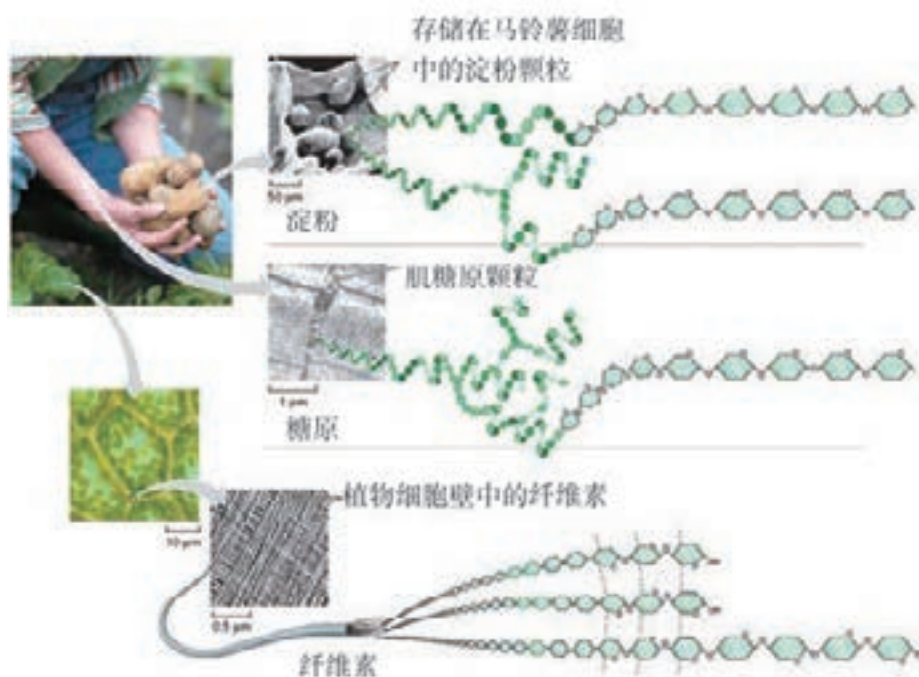 存储在马铃薯细胞
中的淀粉颗粒
50 μm
淀粉
肌糖原颗粒
1 μm
糖原
植物细胞壁中的纤维素
10 μm
0.5 μm
纤维素